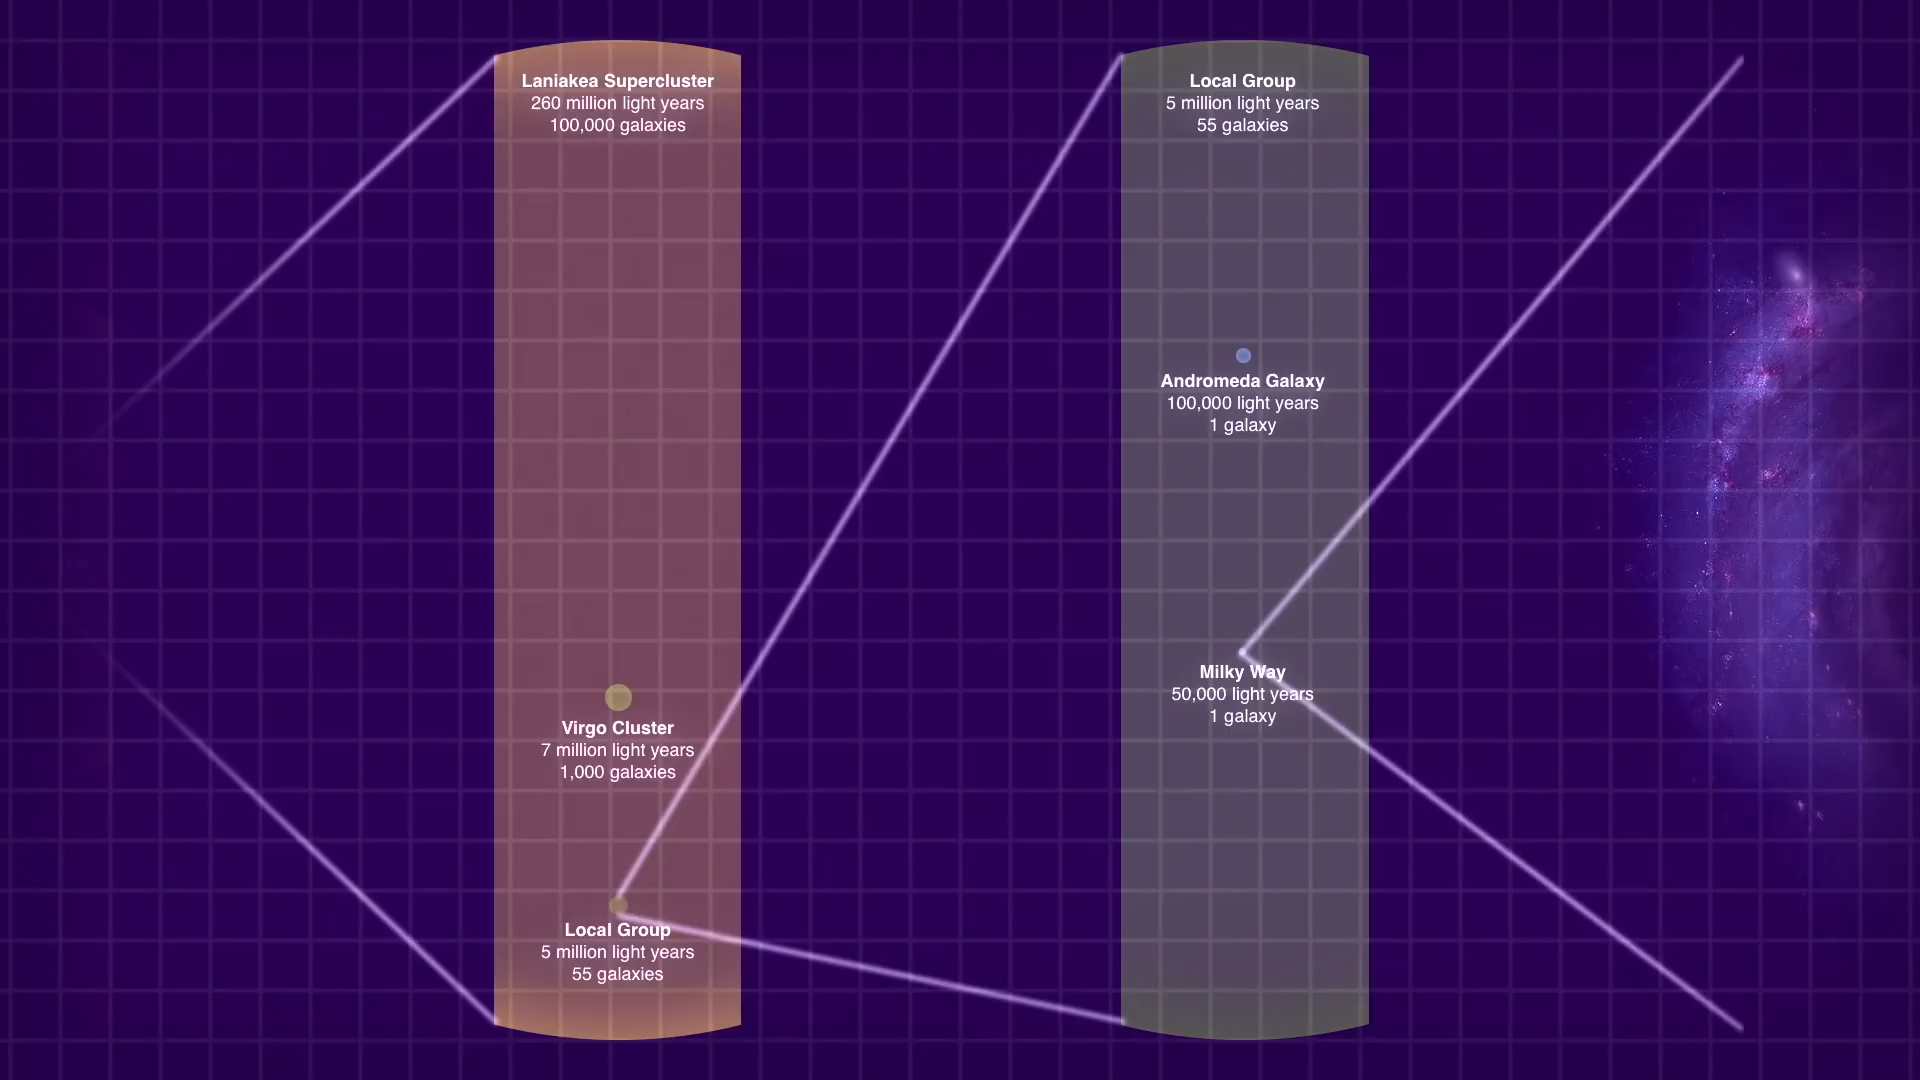 Laniakea Supercluster
260 million light years
100,000 galaxies
Virgo Cluster
7 million light years
1,000 galaxies
Local Group
5 million light years
55 galaxies
Local Group
5 million light years
55 galaxies
Andromeda Galaxy
100,000 light years
1 galaxy
Milky Way
50,000 light years
1 galaxy